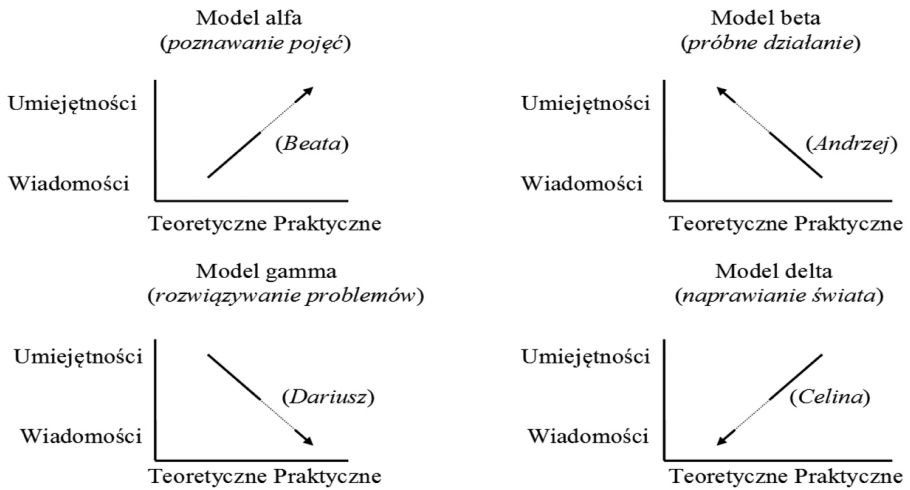 Model alfa
(poznawanie pojęć)
Umiejętności
(Beata)
Wiadomości
Teoretyczne Praktyczne
Model beta
(próbne działanie)
Umiejętności
(Andrzej)
Wiadomości
Teoretyczne Praktyczne
Model gamma
(rozwiązywanie problemów)
Umiejętności
(Dariusz)
Wiadomości
Teoretyczne Praktyczne
Model delta
(naprawianie świata)
Umiejętności
(Celina)
Wiadomości
Teoretyczne Praktyczne